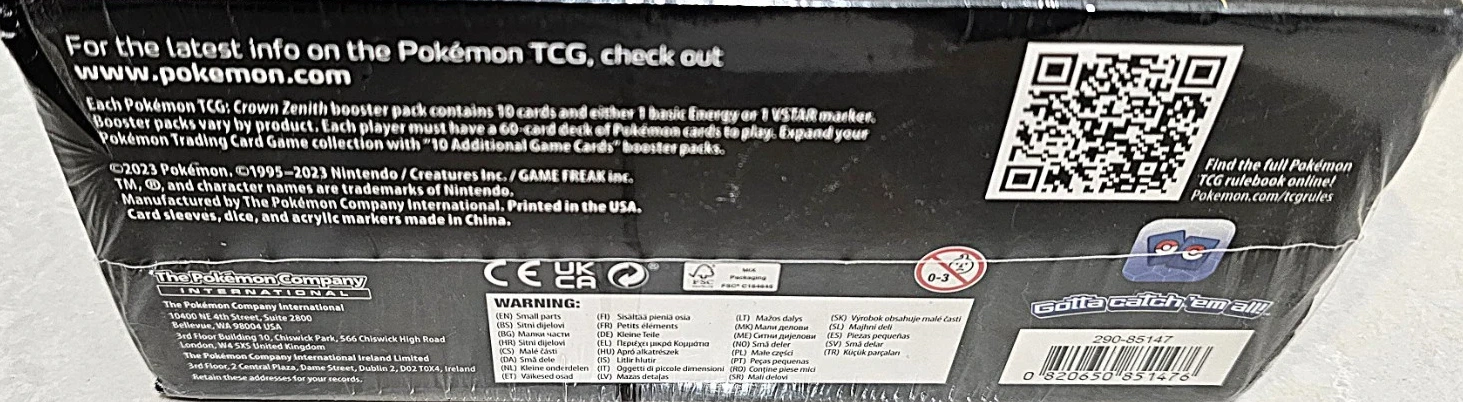 For the latest info on the Pokémon TCG, check out
www.pokemon.com
Each Pokémon TCG: Crown Zenith booster pack contains 10 cards and either 1 basic Energy or 1 VSTAR marker.
Booster packs vary by product. Each player must have a 60-card deck of Pokémon cards to play. Expand your
Pokémon Trading Card Game collection with "10 Additional Game Cards" booster packs.
©2023 Pokémon. ©1995–2023 Nintendo / Creatures Inc. / GAME FREAK inc.
TM, ®, and character names are trademarks of Nintendo.
Manufactured by The Pokémon Company International. Printed in the USA.
Card sleeves, dice, and acrylic markers made in China.
Find the full Pokémon
TCG rulebook online!
Pokemon.com/tcgrules
The Pokémon Company
INTERNATIONAL
The Pokémon Company International
10400 NE 4th Street, Suite 2800
Bellevue, WA 98004 USA
3rd Floor Building 10, Chiswick Park, 566 Chiswick High Road
London, W4 5XS United Kingdom
The Pokémon Company International Ireland Limited
3rd Floor, 2 Central Plaza, Dame Street, Dublin 2, D02 T0X4, Ireland
Retain these addresses for your records.
CE UK CA
FSC
MIX
Packaging
FSC® C184648
0-3
WARNING:
(EN) Small parts
(BS) Sitni dijelovi
(BG) Малки части
(HR) Sitni dijelovi
(CS) Malé části
(DA) Små dele
(NL) Kleine onderdelen
(ET) Väikesed osad
(FI) Sisältää pieniä osia
(FR) Petits éléments
(DE) Kleine Teile
(EL) Περιέχει μικρά Κομμάτια
(HU) Apró alkatrészek
(IS) Litlir hlutir
(IT) Oggetti di piccole dimensioni
(LV) Mazas detaļas
(LT) Mažos dalys
(MK) Мали делови
(ME) Ситни дијелови
(NO) Små deler
(PL) Małe części
(PT) Peças pequenas
(RO) Conține piese mici
(SR) Mali delovi
(SK) Výrobok obsahuje malé časti
(SL) Majhni deli
(ES) Piezas pequeñas
(SV) Små delar
(TR) Küçük parçaları
Gotta catch 'em all!
290-85147
0 820650 851476